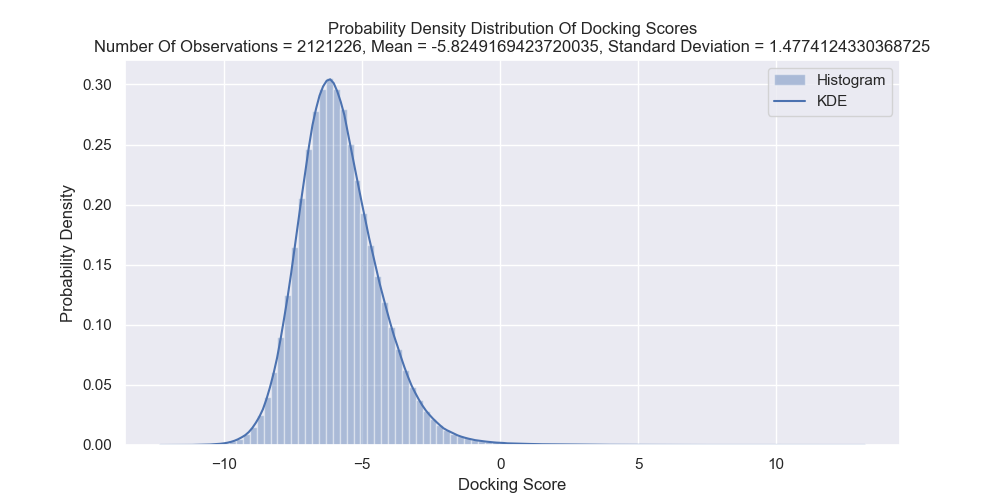 Probability Density Distribution Of Docking Scores
Number Of Observations = 2121226, Mean = -5.8249169423720035, Standard Deviation = 1.4774124330368725
Histogram
KDE
0.30
0.25
0.20
0.15
0.10
0.05
0.00
Probability Density
−10
−5
0
5
10
Docking Score